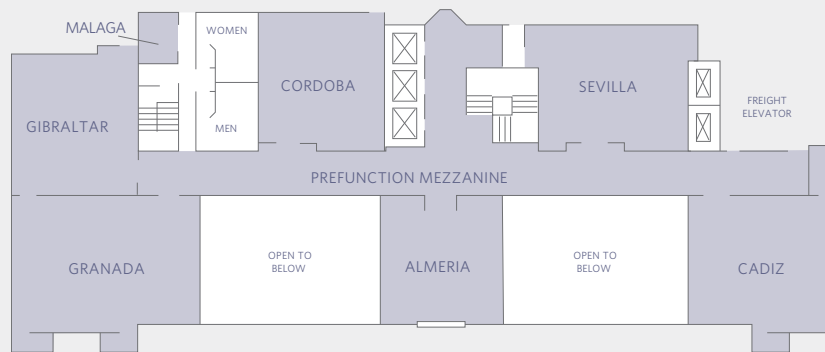 MALAGA
WOMEN
CORDOBA
SEVILLA
FREIGHT
ELEVATOR
GIBRALTAR
MEN
PREFUNCTION MEZZANINE
GRANADA
OPEN TO
BELOW
ALMERIA
OPEN TO
BELOW
CADIZ